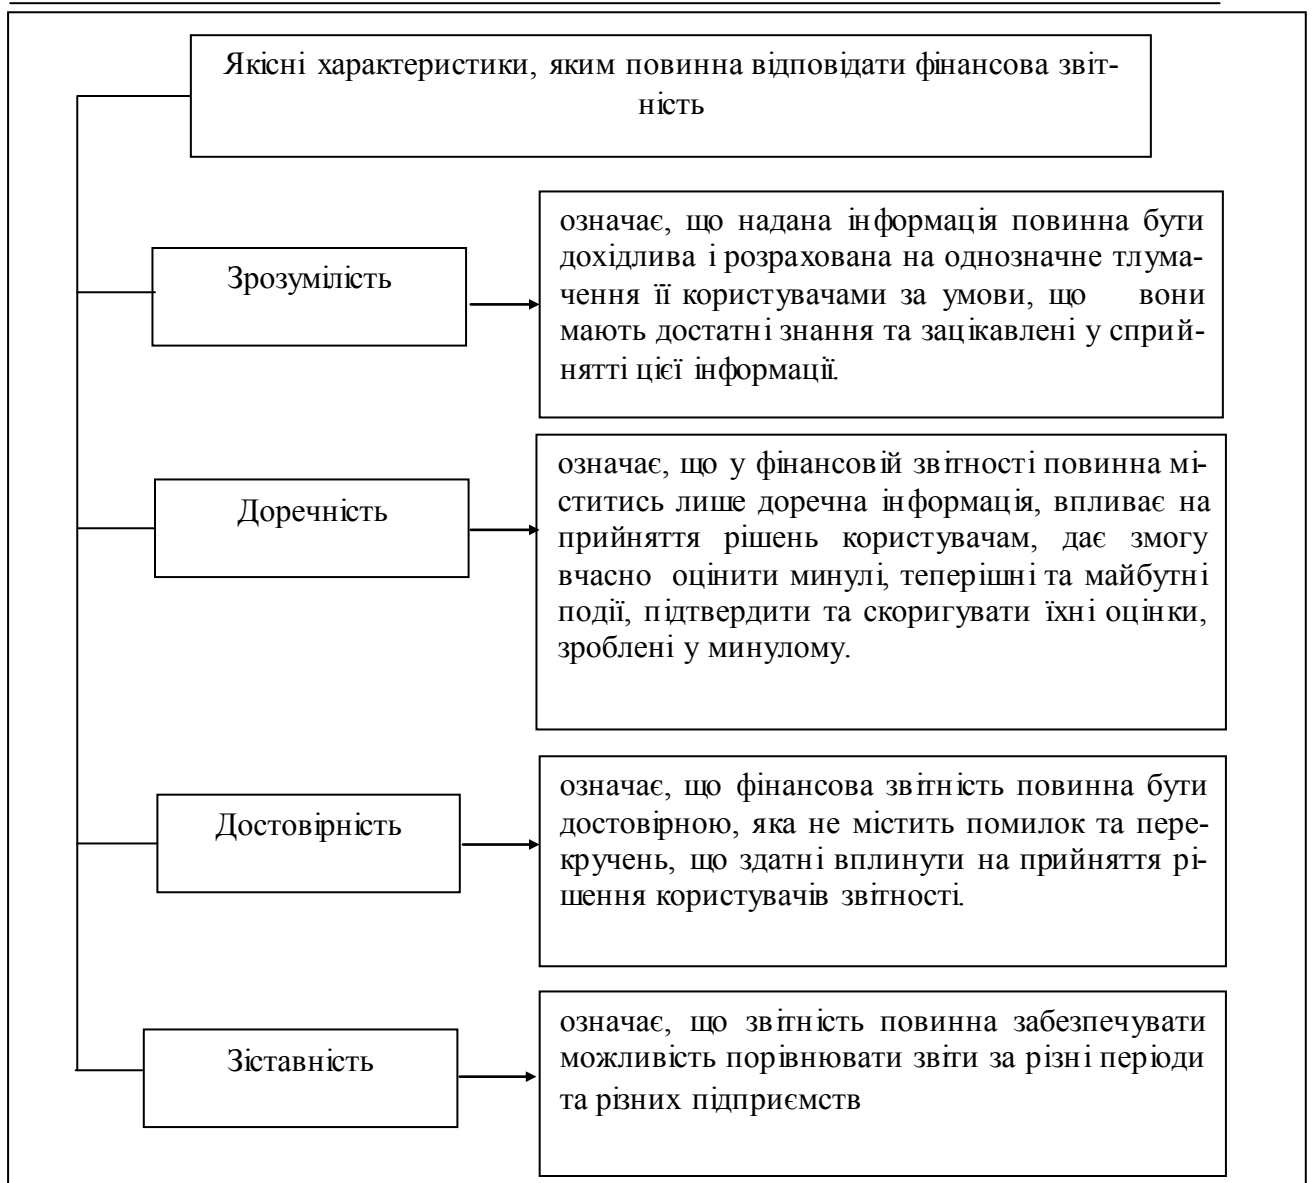 Якісні характеристики, яким повинна відповідати фінансова звіт-
ність
Зрозумілість
означає, що надана інформація повинна бути
дохідлива і розрахована на однозначне тлума-
чення її користувачами за умови, що вони
мають достатні знання та зацікавлені у сприй-
нятті цієї інформації.
Доречність
означає, що у фінансовій звітності повинна мі-
ститись лише доречна інформація, впливає на
прийняття рішень користувачам, дає змогу
вчасно оцінити минулі, теперішні та майбутні
події, підтвердити та скоригувати їхні оцінки,
зроблені у минулому.
Достовірність
означає, що фінансова звітність повинна бути
достовірною, яка не містить помилок та пере-
кручень, що здатні вплинути на прийняття рі-
шення користувачів звітності.
Зіставність
означає, що звітність повинна забезпечувати
можливість порівнювати звіти за різні періоди
та різних підприємств